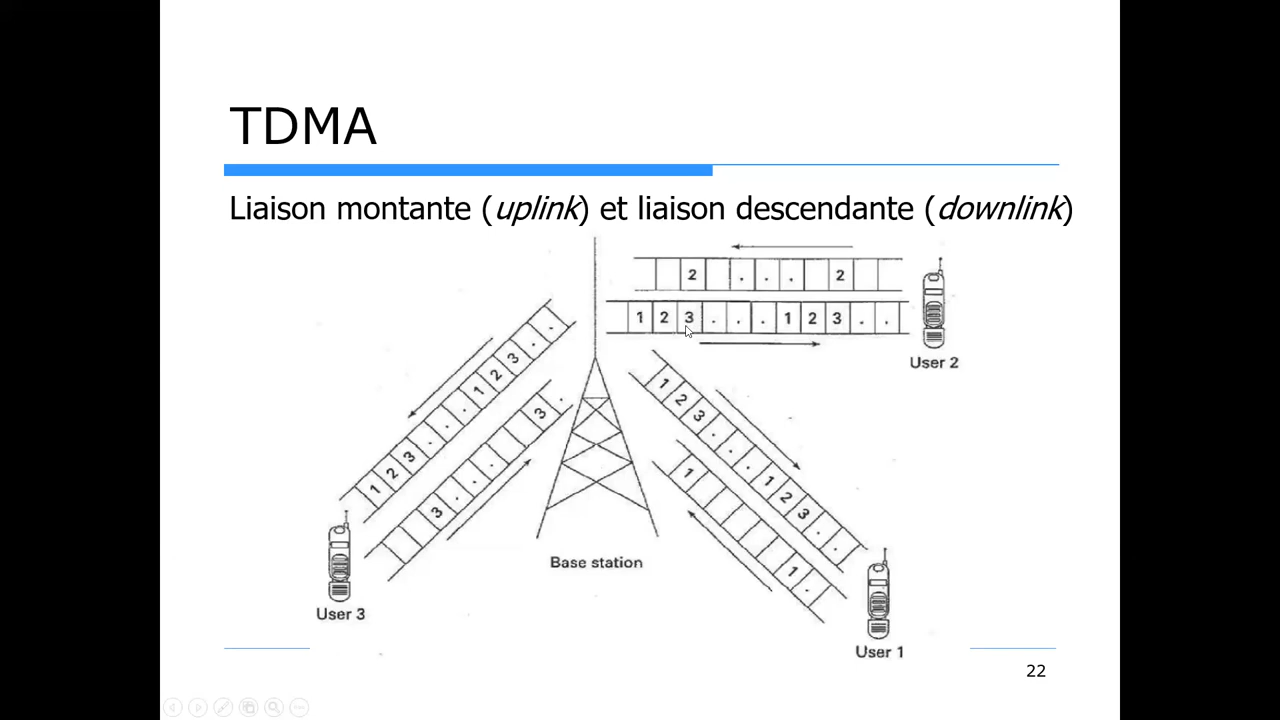 TDMA
Liaison montante (uplink) et liaison descendante (downlink)
2 . . . 2
1 2 3 . . . 1 2 3 . .
User 2
1 2 3 . . . 1 2 3 . .
3 . . . 3 .
User 3
Base station
1 2 3 . . . 1 2 3 . .
1 1 .
User 1
22